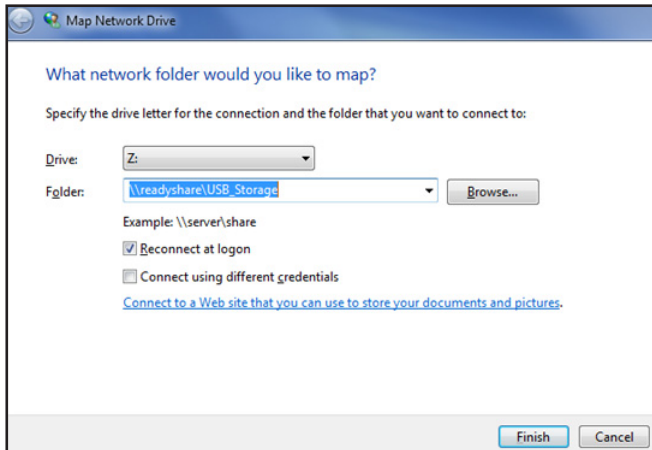 Map Network Drive
What network folder would you like to map?
Specify the drive letter for the connection and the folder that you want to connect to:
Drive: Z:
Folder: \\readyshare\USB_Storage Browse...
Example: \\server\share
Reconnect at logon
Connect using different credentials
Connect to a Web site that you can use to store your documents and pictures.
Finish Cancel